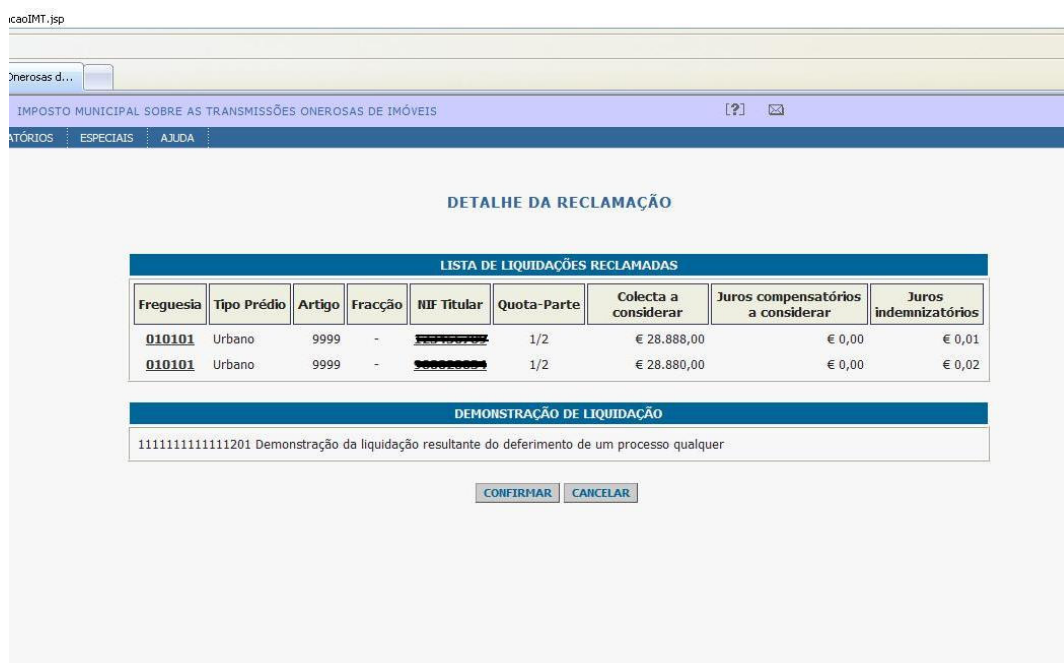 caoIMT.jsp
Onerosas d...
IMPOSTO MUNICIPAL SOBRE AS TRANSMISSÕES ONEROSAS DE IMÓVEIS [?]
ATÓRIOS ESPECIAIS AJUDA
DETALHE DA RECLAMAÇÃO
LISTA DE LIQUIDAÇÕES RECLAMADAS
Freguesia Tipo Prédio Artigo Fracção NIF Titular Quota-Parte Colecta a considerar Juros compensatórios a considerar Juros indemnizatórios
010101 Urbano 9999 - 1/2 € 28.888,00 € 0,00 € 0,01
010101 Urbano 9999 - 1/2 € 28.880,00 € 0,00 € 0,02
DEMONSTRAÇÃO DE LIQUIDAÇÃO
1111111111111201 Demonstração da liquidação resultante do deferimento de um processo qualquer
CONFIRMAR CANCELAR